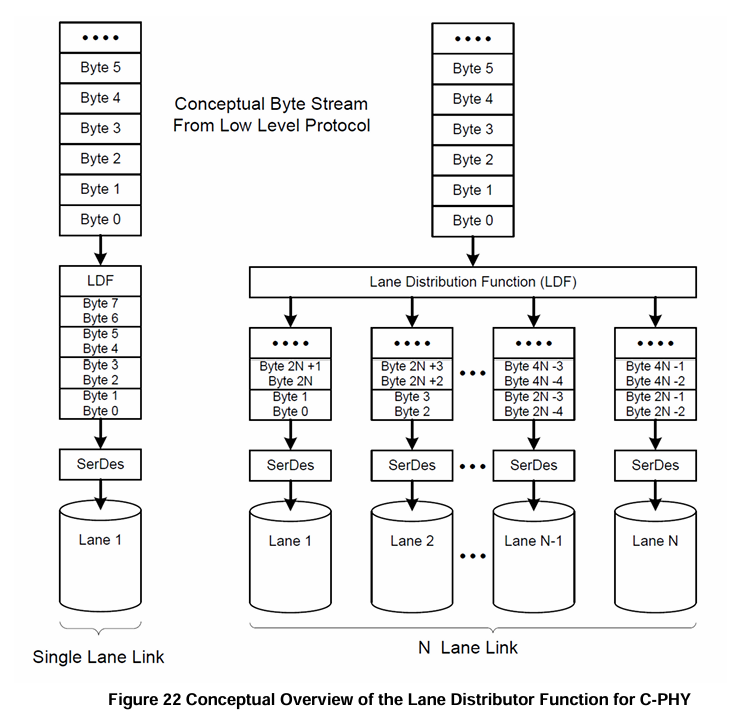 ••••
Byte 5
Byte 4
Byte 3
Byte 2
Byte 1
Byte 0
LDF
Byte 7
Byte 6
Byte 5
Byte 4
Byte 3
Byte 2
Byte 1
Byte 0
SerDes
Lane 1
Single Lane Link
Conceptual Byte Stream
From Low Level Protocol
••••
Byte 5
Byte 4
Byte 3
Byte 2
Byte 1
Byte 0
Lane Distribution Function (LDF)
••••
Byte 2N +1
Byte 2N
Byte 1
Byte 0
SerDes
Lane 1
••••
Byte 2N +3
Byte 2N +2
Byte 3
Byte 2
SerDes
Lane 2
•••
•••
•••
••••
Byte 4N -3
Byte 4N -4
Byte 2N -3
Byte 2N -4
SerDes
Lane N-1
••••
Byte 4N -1
Byte 4N -2
Byte 2N -1
Byte 2N -2
SerDes
Lane N
N Lane Link
Figure 22 Conceptual Overview of the Lane Distributor Function for C-PHY